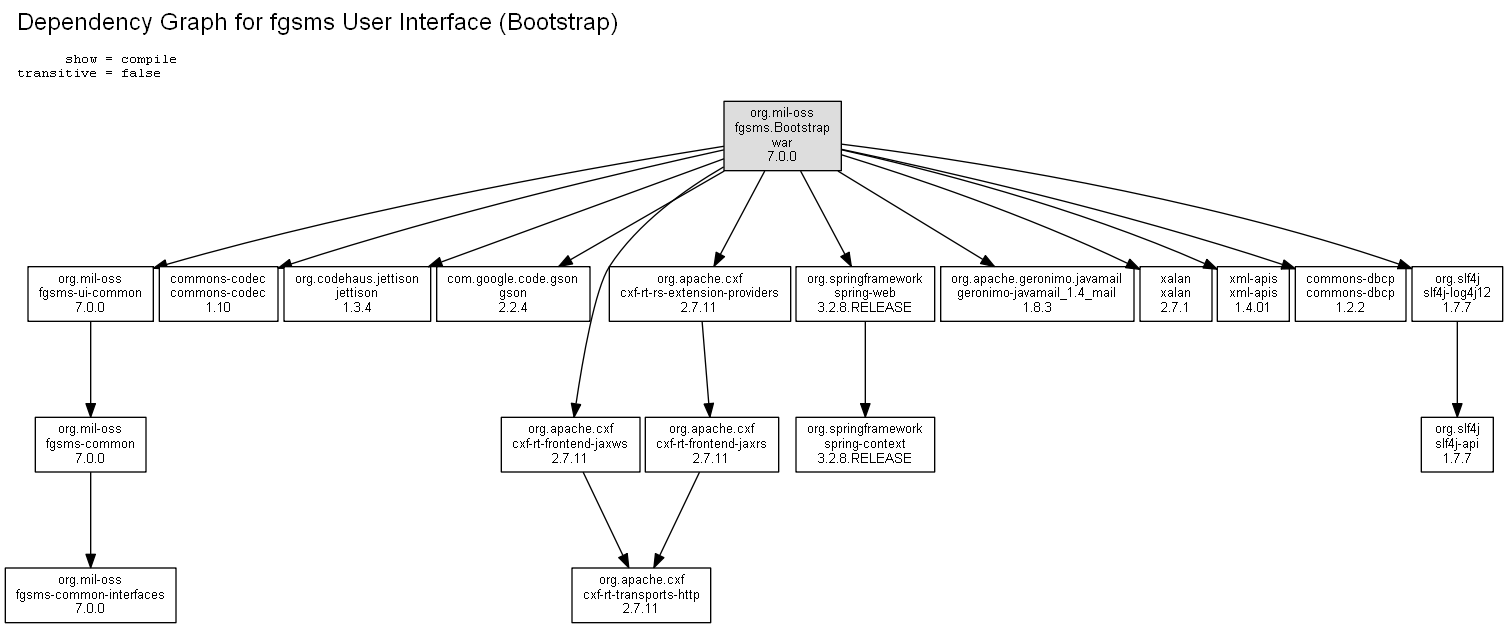 Dependency Graph for fgsms User Interface (Bootstrap)
show = compile
transitive = false
org.mil-oss
fgsms.Bootstrap
war
7.0.0
org.mil-oss
fgsms-ui-common
7.0.0
commons-codec
commons-codec
1.10
org.codehaus.jettison
jettison
1.3.4
com.google.code.gson
gson
2.2.4
org.apache.cxf
cxf-rt-rs-extension-providers
2.7.11
org.springframework
spring-web
3.2.8.RELEASE
org.apache.geronimo.javamail
geronimo-javamail_1.4_mail
1.8.3
xalan
xalan
2.7.1
xml-apis
xml-apis
1.4.01
commons-dbcp
commons-dbcp
1.2.2
org.slf4j
slf4j-log4j12
1.7.7
org.mil-oss
fgsms-common
7.0.0
org.apache.cxf
cxf-rt-frontend-jaxws
2.7.11
org.apache.cxf
cxf-rt-frontend-jaxrs
2.7.11
org.springframework
spring-context
3.2.8.RELEASE
org.slf4j
slf4j-api
1.7.7
org.mil-oss
fgsms-common-interfaces
7.0.0
org.apache.cxf
cxf-rt-transports-http
2.7.11